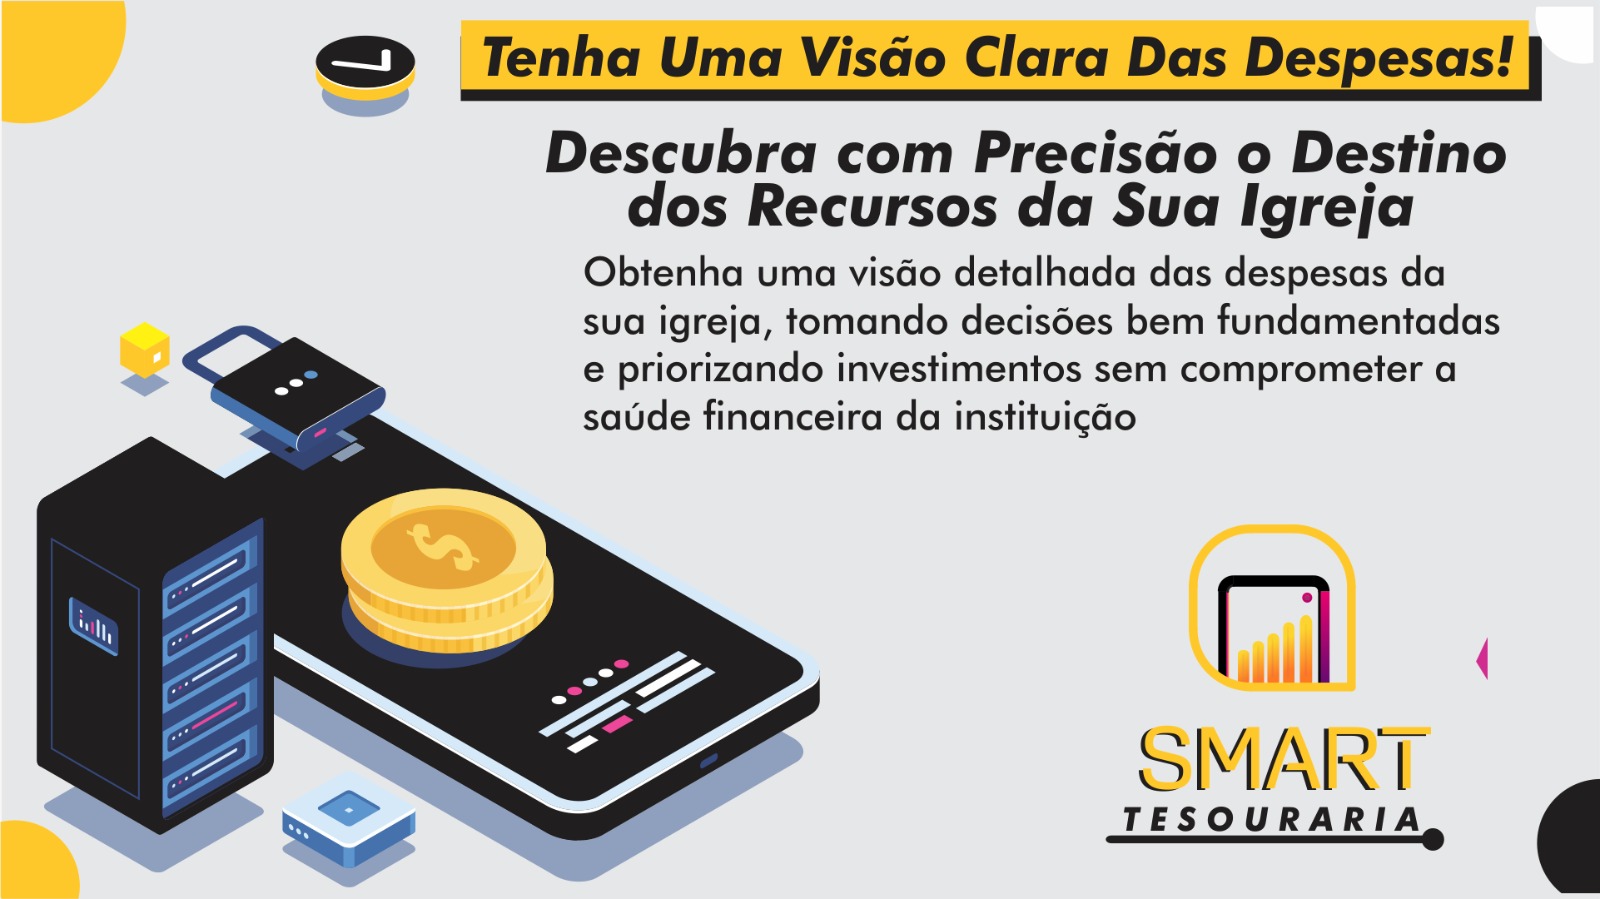 Tenha Uma Visão Clara Das Despesas!
Descubra com Precisão o Destino
dos Recursos da Sua Igreja
Obtenha uma visão detalhada das despesas da
sua igreja, tomando decisões bem fundamentadas
e priorizando investimentos sem comprometer a
saúde financeira da instituição
$
SMART
TESOURARIA